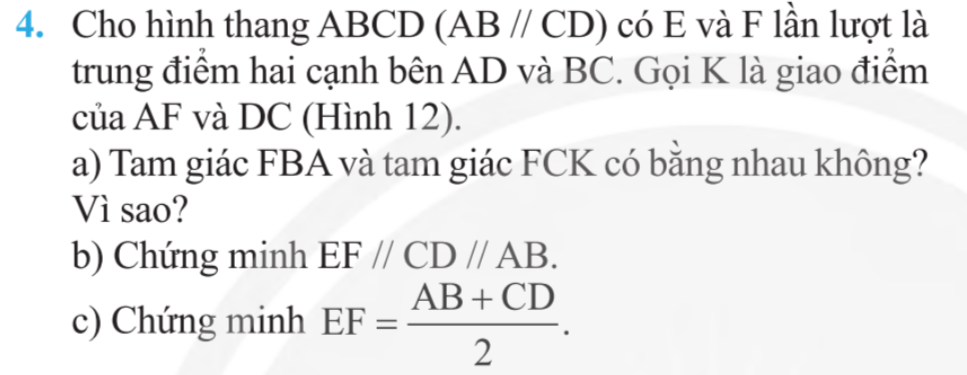 4. Cho hình thang ABCD (AB // CD) có E và F lần lượt là
trung điểm hai cạnh bên AD và BC. Gọi K là giao điểm
của AF và DC (Hình 12).
a) Tam giác FBA và tam giác FCK có bằng nhau không?
Vì sao?
b) Chứng minh EF // CD // AB.
c) Chứng minh EF = \frac{AB + CD}{2}.